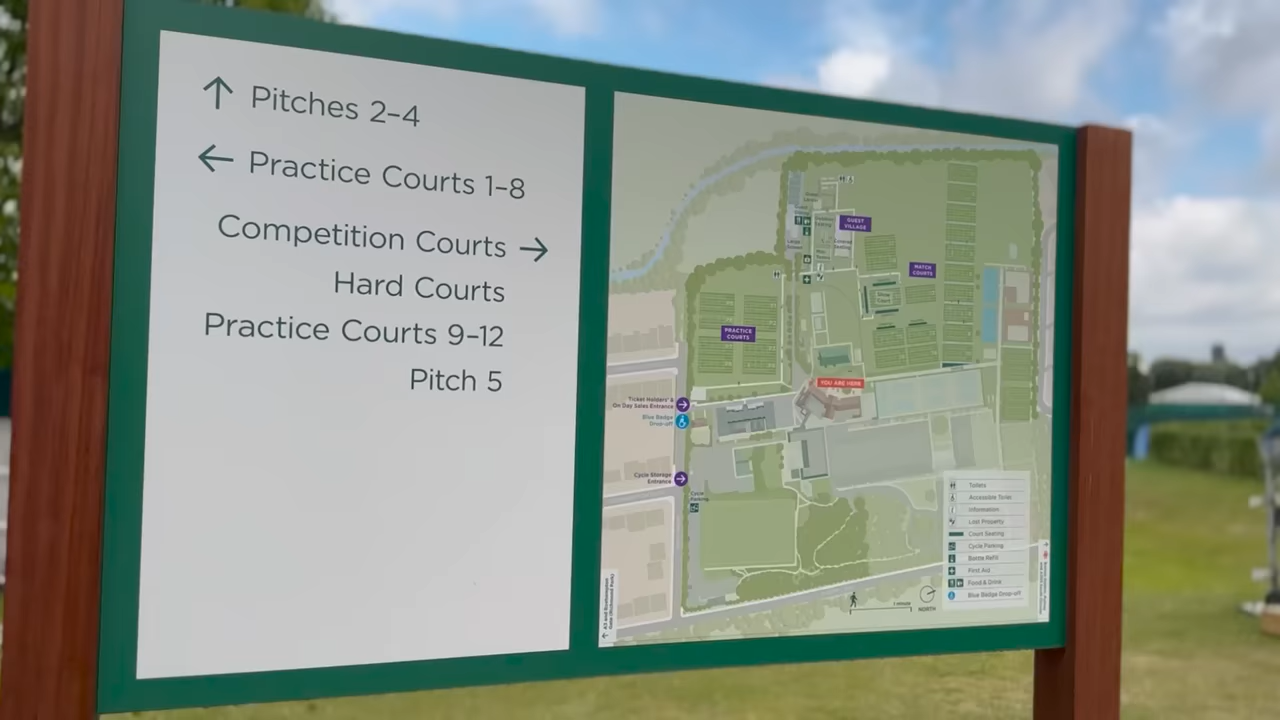 ↑ Pitches 2–4
← Practice Courts 1–8
Competition Courts →
Hard Courts
Practice Courts 9–12
Pitch 5
GUEST
VILLAGE
MATCH
COURTS
PRACTICE
COURTS
YOU ARE HERE
Ticket Holders' &
On Day Sales Entrance
Blue Badge
Drop-off
Cycle Storage
Entrance
Cycle
Parking
Toilets
Accessible Toilet
Information
Lost Property
Court Seating
Cycle Parking
Bottle Refill
First Aid
Food & Drink
Blue Badge Drop-off
1 minute
NORTH